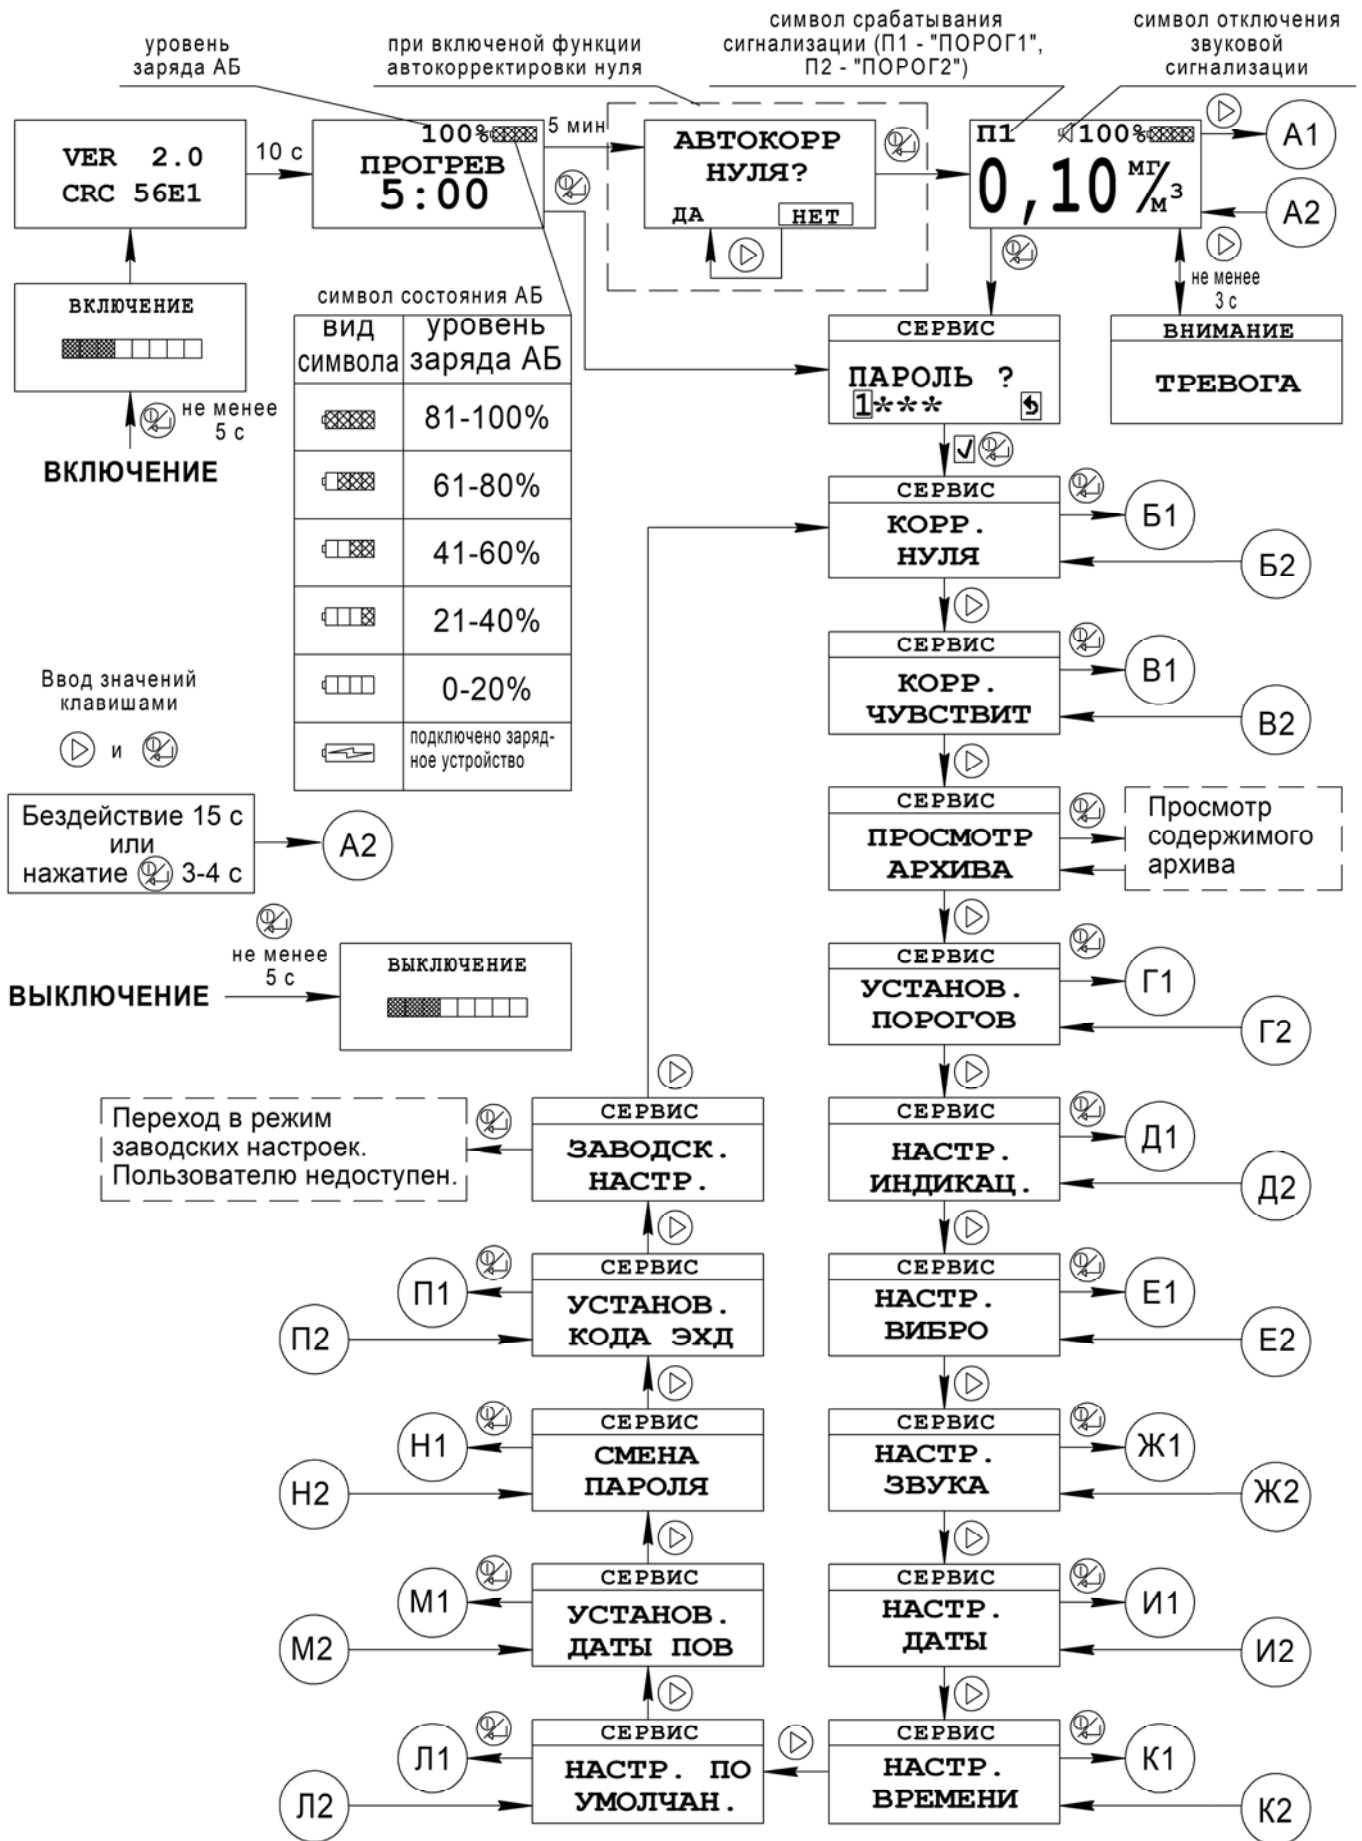 уровень
заряда АБ
при включеной функции
автокорректировки нуля
символ срабатывания
сигнализации (П1 - "ПОРОГ1",
П2 - "ПОРОГ2")
символ отключения
звуковой
сигнализации
VER 2.0
CRC 56E1
10 с
100%
ПРОГРЕВ
5:00
5 мин
АВТОКОРР
НУЛЯ?
ДА НЕТ
П1 100%
0,10 мг/м³
А1
А2
не менее
3 с
ВНИМАНИЕ
ТРЕВОГА
ВКЛЮЧЕНИЕ
не менее
5 с
ВКЛЮЧЕНИЕ
символ состояния АБ
вид
символа
уровень
заряда АБ
81-100%
61-80%
41-60%
21-40%
0-20%
подключено заряд-
ное устройство
СЕРВИС
ПАРОЛЬ ?
1***
СЕРВИС
КОРР.
НУЛЯ
Б1
Б2
СЕРВИС
КОРР.
ЧУВСТВИТ
В1
В2
Ввод значений
клавишами
и
Бездействие 15 с
или
нажатие 3-4 с
А2
СЕРВИС
ПРОСМОТР
АРХИВА
Просмотр
содержимого
архива
не менее
5 с
ВЫКЛЮЧЕНИЕ
ВЫКЛЮЧЕНИЕ
СЕРВИС
УСТАНОВ.
ПОРОГОВ
Г1
Г2
СЕРВИС
НАСТР.
ИНДИКАЦ.
Д1
Д2
Переход в режим
заводских настроек.
Пользователю недоступен.
СЕРВИС
ЗАВОДСК.
НАСТР.
СЕРВИС
НАСТР.
ВИБРО
Е1
Е2
П1
П2
СЕРВИС
УСТАНОВ.
КОДА ЭХД
СЕРВИС
НАСТР.
ЗВУКА
Ж1
Ж2
Н1
Н2
СЕРВИС
СМЕНА
ПАРОЛЯ
СЕРВИС
НАСТР.
ДАТЫ
И1
И2
М1
М2
СЕРВИС
УСТАНОВ.
ДАТЫ ПОВ
СЕРВИС
НАСТР.
ВРЕМЕНИ
К1
К2
Л1
Л2
СЕРВИС
НАСТР. ПО
УМОЛЧАН.